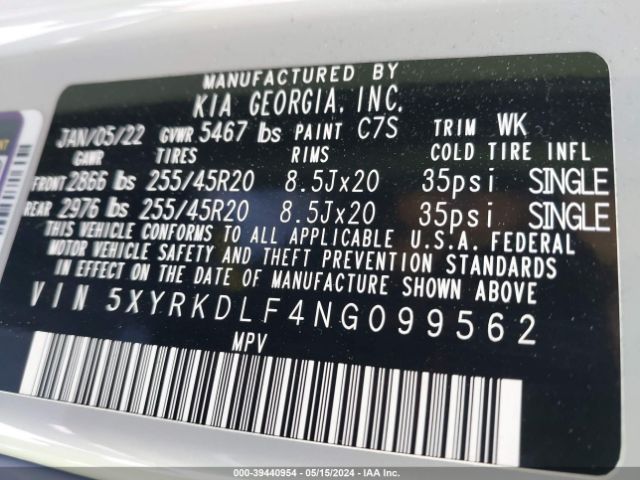 MANUFACTURED BY
KIA GEORGIA, INC.
JAN/05/22 GVWR 5467 lbs PAINT C7S TRIM WK
GAWR TIRES RIMS COLD TIRE INFL
FRONT 2866 lbs 255/45R20 8.5Jx20 35psi SINGLE
REAR 2976 lbs 255/45R20 8.5Jx20 35psi SINGLE
THIS VEHICLE CONFORMS TO ALL APPLICABLE U.S.A. FEDERAL
MOTOR VEHICLE SAFETY AND THEFT PREVENTION STANDARDS
IN EFFECT ON THE DATE OF MANUFACTURE SHOWN ABOVE
VIN 5XYRKDLF4NG099562
MPV
000-39440954 - 05/15/2024 - IAA, Inc.